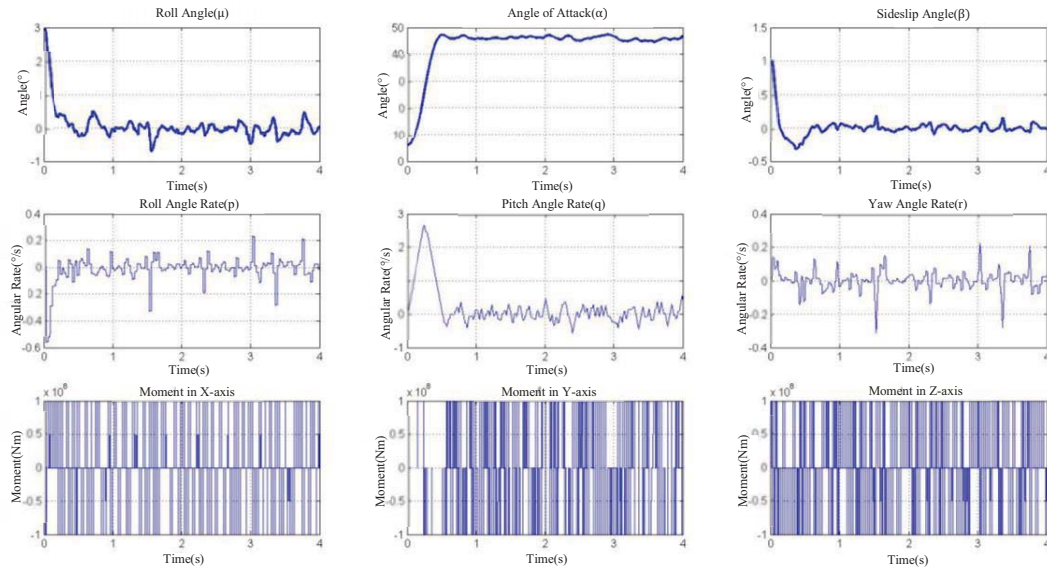 Roll Angle(μ)
Angle(°)
3
2
1
0
-1
0 1 2 3 4
Time(s)
Angle of Attack(α)
Angle(°)
50
40
0
0
10
0
0 1 2 3 4
Time(s)
Sideslip Angle(β)
Angle(°)
1.5
1
.5
0
-0.5
0 1 2 3 4
Time(s)
Roll Angle Rate(p)
Angular Rate(°/s)
0.4
0.2
0
0.2
0.4
-0.6
0 1 2 3 4
Time(s)
Pitch Angle Rate(q)
Angular Rate(°/s)
3
2
1
0
-1
0 1 2 3 4
Time(s)
Yaw Angle Rate(r)
Angular Rate(°/s)
0.4
0.2
0
0.2
-0.4
0 1 2 3 4
Time(s)
Moment in X-axis
x 10
Moment(Nm)
1
0.5
0
-0.5
-1
0 1 2 3 4
Time(s)
Moment in Y-axis
x 10
Moment(Nm)
1
0.5
0
-0.5
-1
0 1 2 3 4
Time(s)
Moment in Z-axis
x 10
Moment(Nm)
1
0.5
0
-0.5
-1
0 1 2 3 4
Time(s)